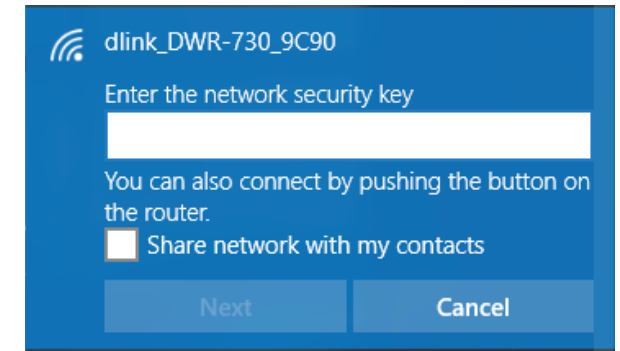 dlink_DWR-730_9C90
Enter the network security key
You can also connect by pushing the button on
the router.
Share network with my contacts
Next Cancel